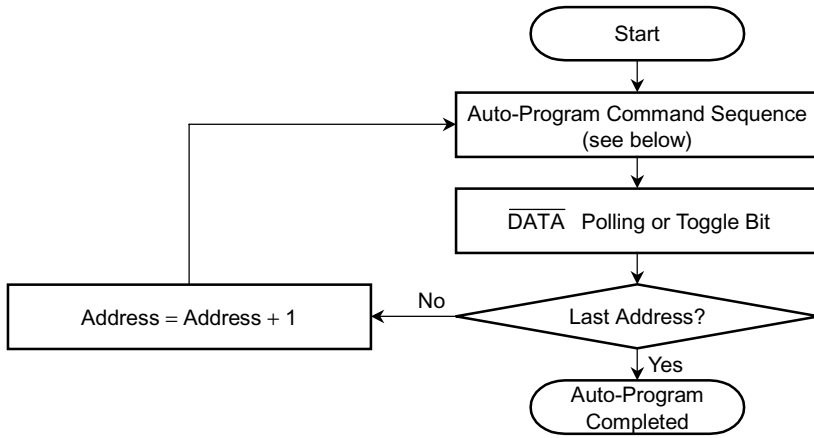 Start
Auto-Program Command Sequence
(see below)
DATA Polling or Toggle Bit
Last Address?
No
Address = Address + 1
Yes
Auto-Program
Completed